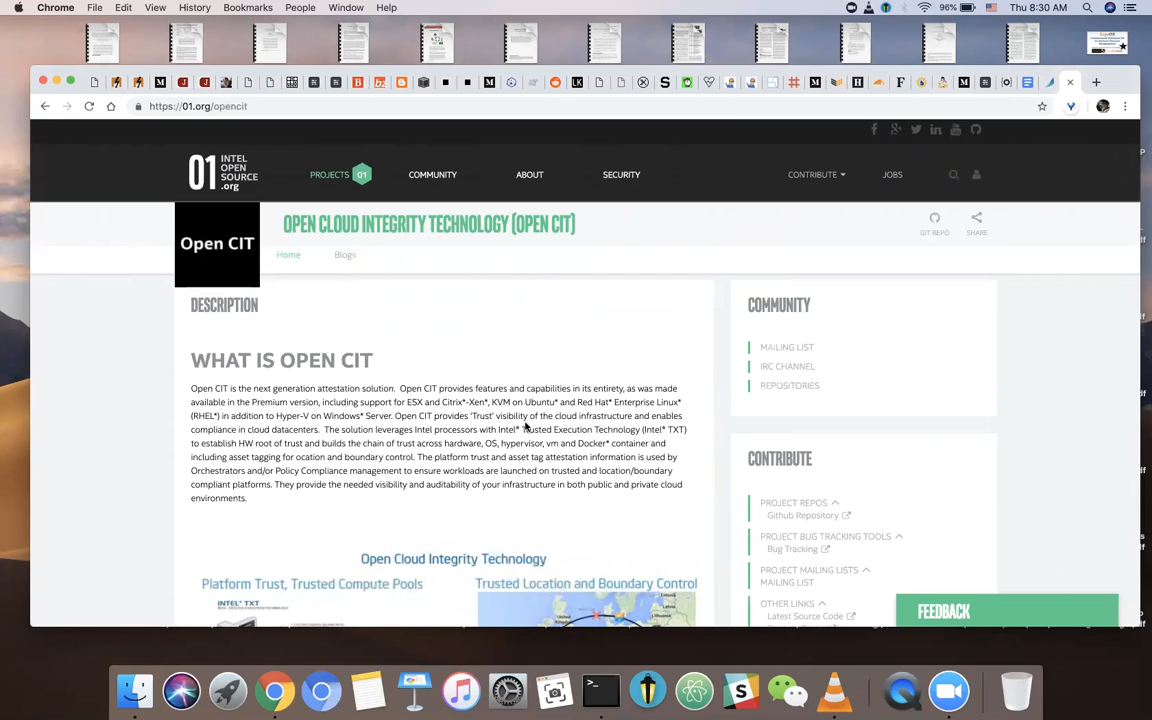 Chrome File Edit View History Bookmarks People Window Help
96% Thu 8:30 AM
https://01.org/opencit
01 INTEL
OPEN
SOURCE
.org
PROJECTS 01 COMMUNITY ABOUT SECURITY CONTRIBUTE JOBS
Open CIT
OPEN CLOUD INTEGRITY TECHNOLOGY (OPEN CIT)
GIT REPO SHARE
Home Blogs
DESCRIPTION
WHAT IS OPEN CIT
Open CIT is the next generation attestation solution. Open CIT provides features and capabilities in its entirety, as was made
available in the Premium version, including support for ESX and Citrix*-Xen*, KVM on Ubuntu* and Red Hat* Enterprise Linux*
(RHEL*) in addition to Hyper-V on Windows* Server. Open CIT provides 'Trust' visibility of the cloud infrastructure and enables
compliance in cloud datacenters. The solution leverages Intel processors with Intel® Trusted Execution Technology (Intel® TXT)
to establish HW root of trust and builds the chain of trust across hardware, OS, hypervisor, vm and Docker* container and
including asset tagging for ocation and boundary control. The platform trust and asset tag attestation information is used by
Orchestrators and/or Policy Compliance management to ensure workloads are launched on trusted and location/boundary
compliant platforms. They provide the needed visibility and auditability of your infrastructure in both public and private cloud
environments.
Open Cloud Integrity Technology
Platform Trust, Trusted Compute Pools
Trusted Location and Boundary Control
INTEL® TXT
COMMUNITY
MAILING LIST
IRC CHANNEL
REPOSITORIES
CONTRIBUTE
PROJECT REPOS
Github Repository
PROJECT BUG TRACKING TOOLS
Bug Tracking
PROJECT MAILING LISTS
MAILING LIST
OTHER LINKS
Latest Source Code
FEEDBACK